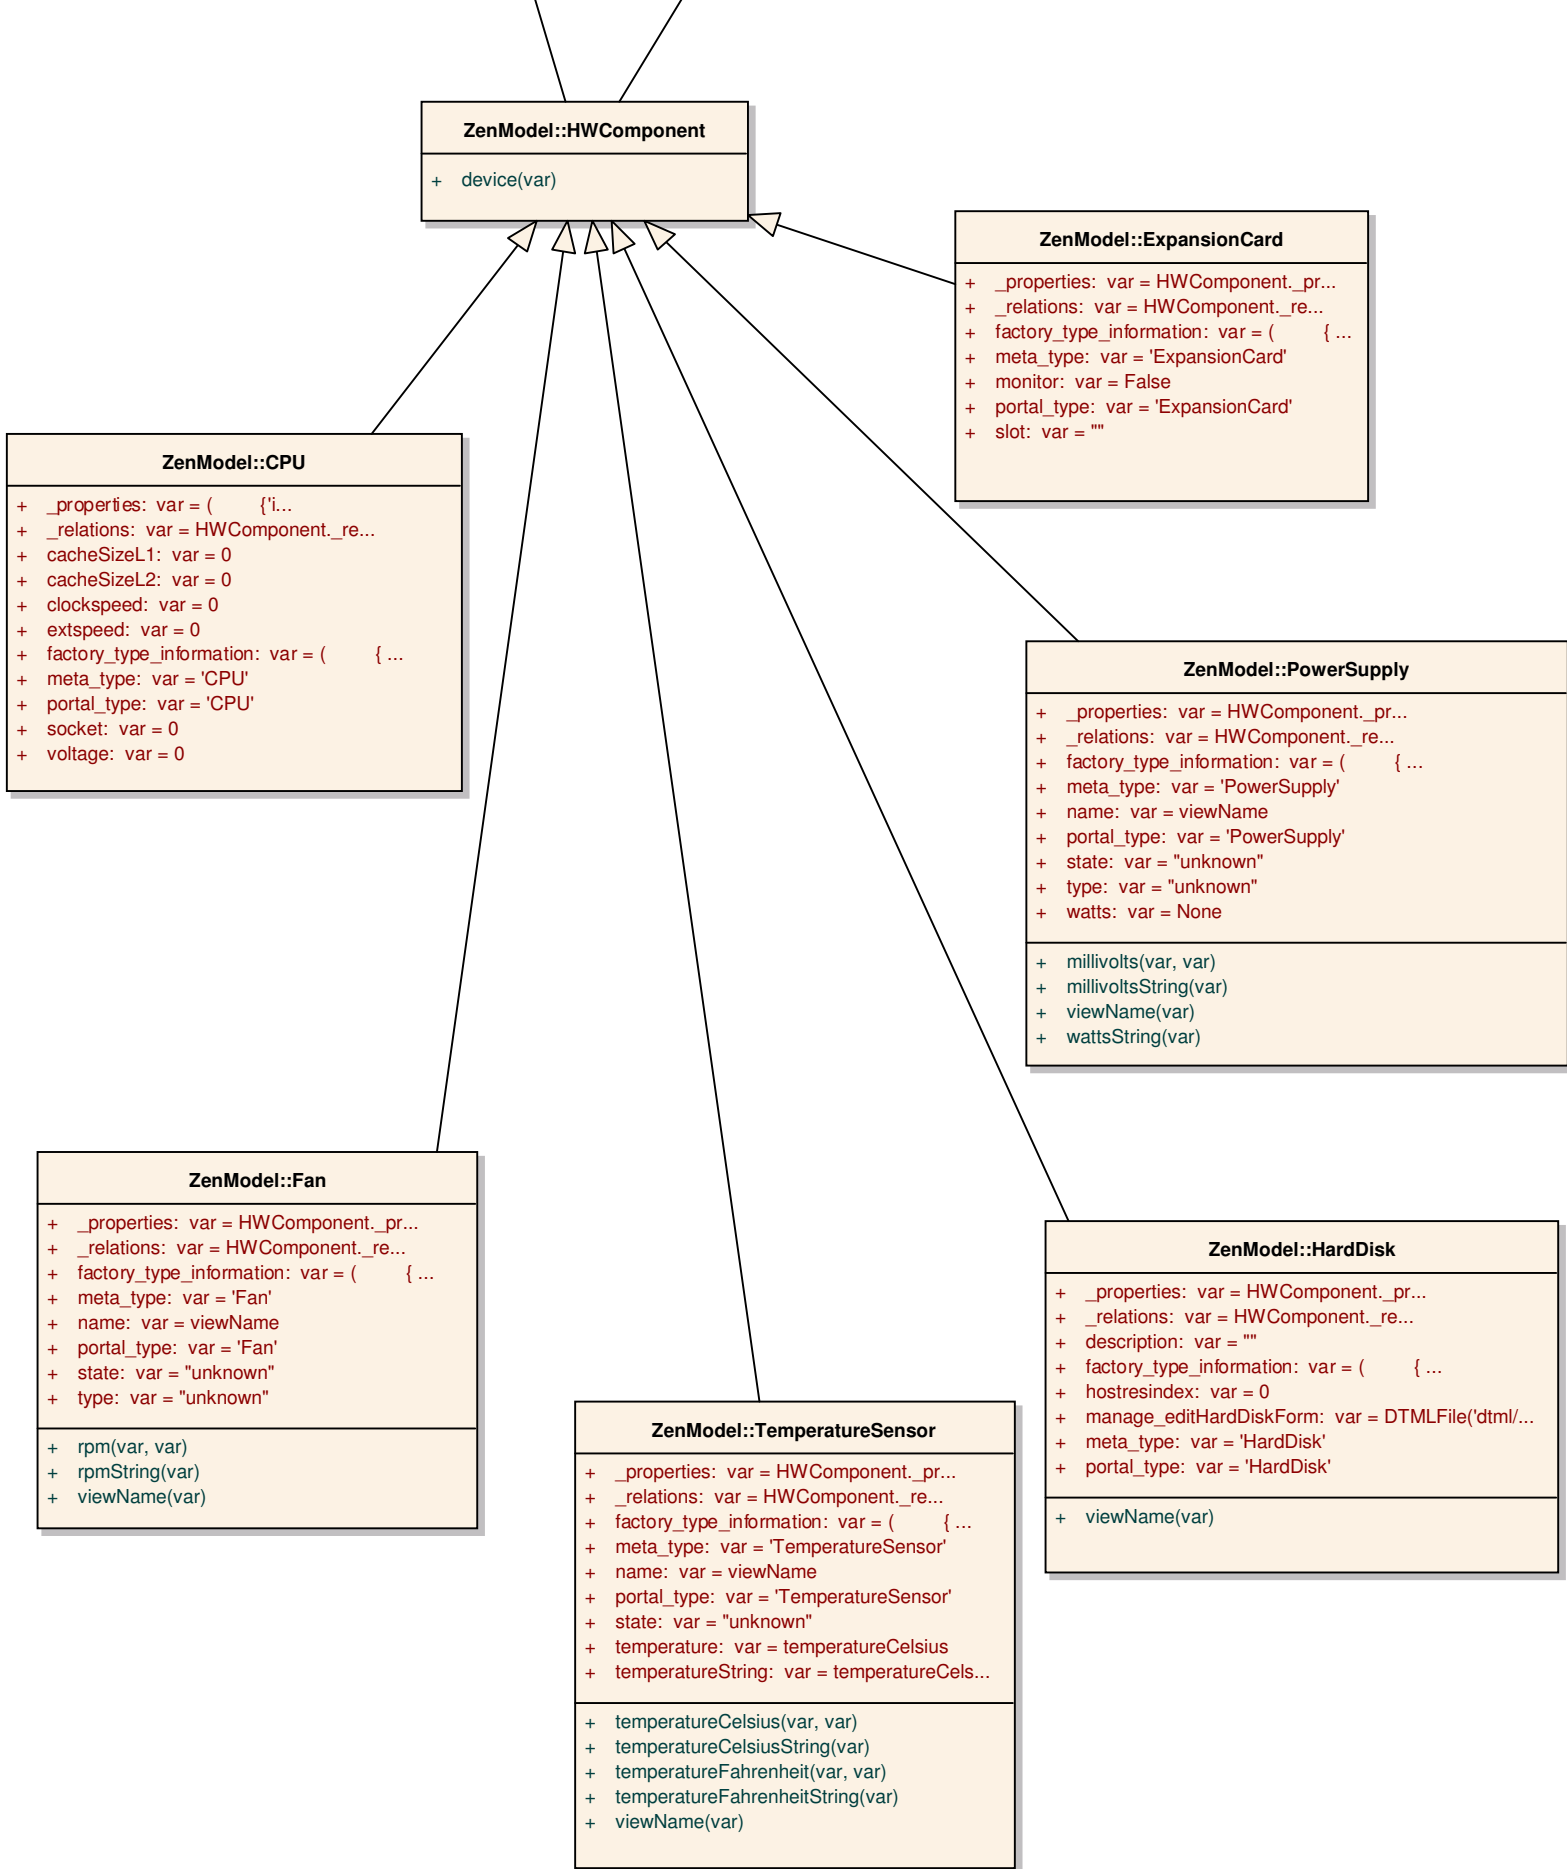 ZenModel::HWComponent
+ device(var)
ZenModel::ExpansionCard
+ _properties: var = HWComponent._pr...
+ _relations: var = HWComponent._re...
+ factory_type_information: var = ( { ...
+ meta_type: var = 'ExpansionCard'
+ monitor: var = False
+ portal_type: var = 'ExpansionCard'
+ slot: var = ""
ZenModel::CPU
+ _properties: var = ( {'i...
+ _relations: var = HWComponent._re...
+ cacheSizeL1: var = 0
+ cacheSizeL2: var = 0
+ clockspeed: var = 0
+ extspeed: var = 0
+ factory_type_information: var = ( { ...
+ meta_type: var = 'CPU'
+ portal_type: var = 'CPU'
+ socket: var = 0
+ voltage: var = 0
ZenModel::PowerSupply
+ _properties: var = HWComponent._pr...
+ _relations: var = HWComponent._re...
+ factory_type_information: var = ( { ...
+ meta_type: var = 'PowerSupply'
+ name: var = viewName
+ portal_type: var = 'PowerSupply'
+ state: var = "unknown"
+ type: var = "unknown"
+ watts: var = None
+ millivolts(var, var)
+ millivoltsString(var)
+ viewName(var)
+ wattsString(var)
ZenModel::Fan
+ _properties: var = HWComponent._pr...
+ _relations: var = HWComponent._re...
+ factory_type_information: var = ( { ...
+ meta_type: var = 'Fan'
+ name: var = viewName
+ portal_type: var = 'Fan'
+ state: var = "unknown"
+ type: var = "unknown"
+ rpm(var, var)
+ rpmString(var)
+ viewName(var)
ZenModel::HardDisk
+ _properties: var = HWComponent._pr...
+ _relations: var = HWComponent._re...
+ description: var = ""
+ factory_type_information: var = ( { ...
+ hostresindex: var = 0
+ manage_editHardDiskForm: var = DTMLFile('dtml/...
+ meta_type: var = 'HardDisk'
+ portal_type: var = 'HardDisk'
+ viewName(var)
ZenModel::TemperatureSensor
+ _properties: var = HWComponent._pr...
+ _relations: var = HWComponent._re...
+ factory_type_information: var = ( { ...
+ meta_type: var = 'TemperatureSensor'
+ name: var = viewName
+ portal_type: var = 'TemperatureSensor'
+ state: var = "unknown"
+ temperature: var = temperatureCelsius
+ temperatureString: var = temperatureCels...
+ temperatureCelsius(var, var)
+ temperatureCelsiusString(var)
+ temperatureFahrenheit(var, var)
+ temperatureFahrenheitString(var)
+ viewName(var)